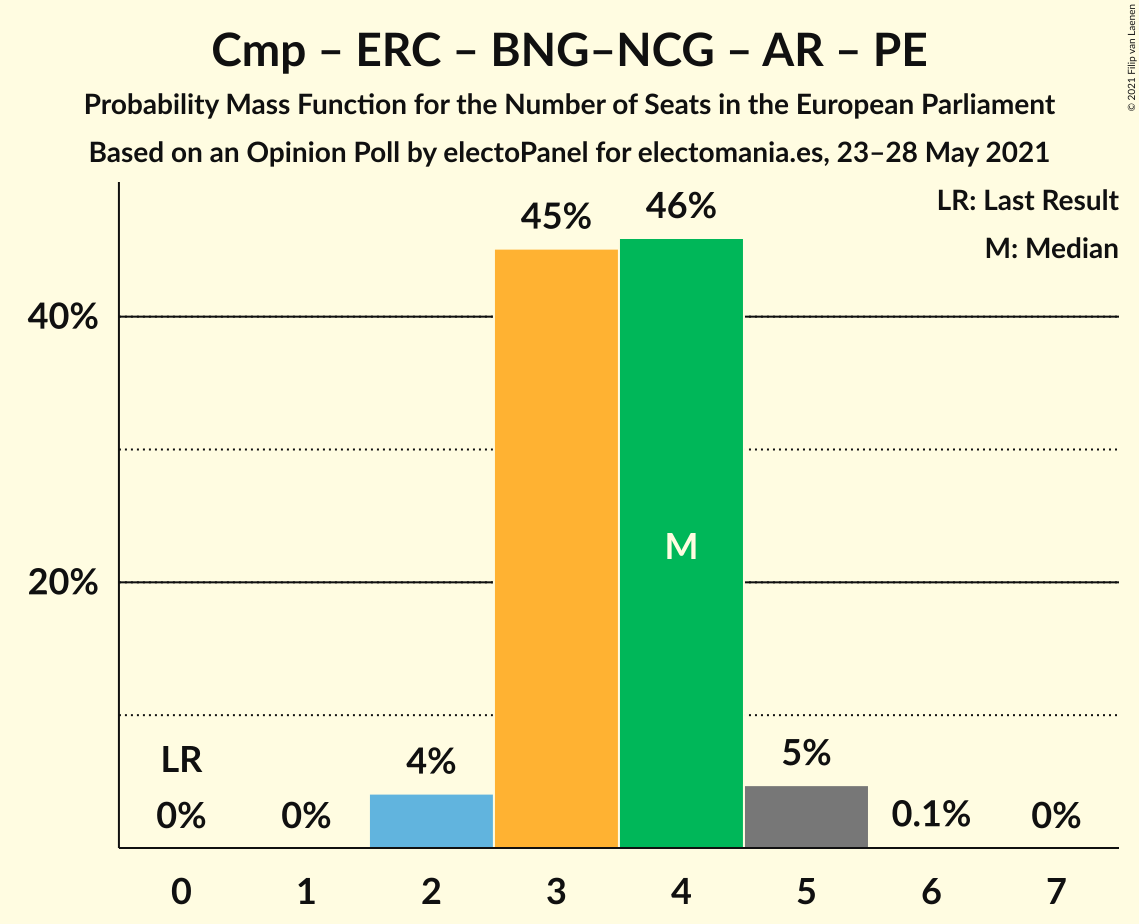 Cmp – ERC – BNG–NCG – AR – PE
Probability Mass Function for the Number of Seats in the European Parliament
Based on an Opinion Poll by electoPanel for electomania.es, 23–28 May 2021
© 2021 Filip van Laenen
LR: Last Result
M: Median
45%
46%
40%
M
20%
LR
0%
0%
4%
5%
0.1%
0%
0
1
2
3
4
5
6
7